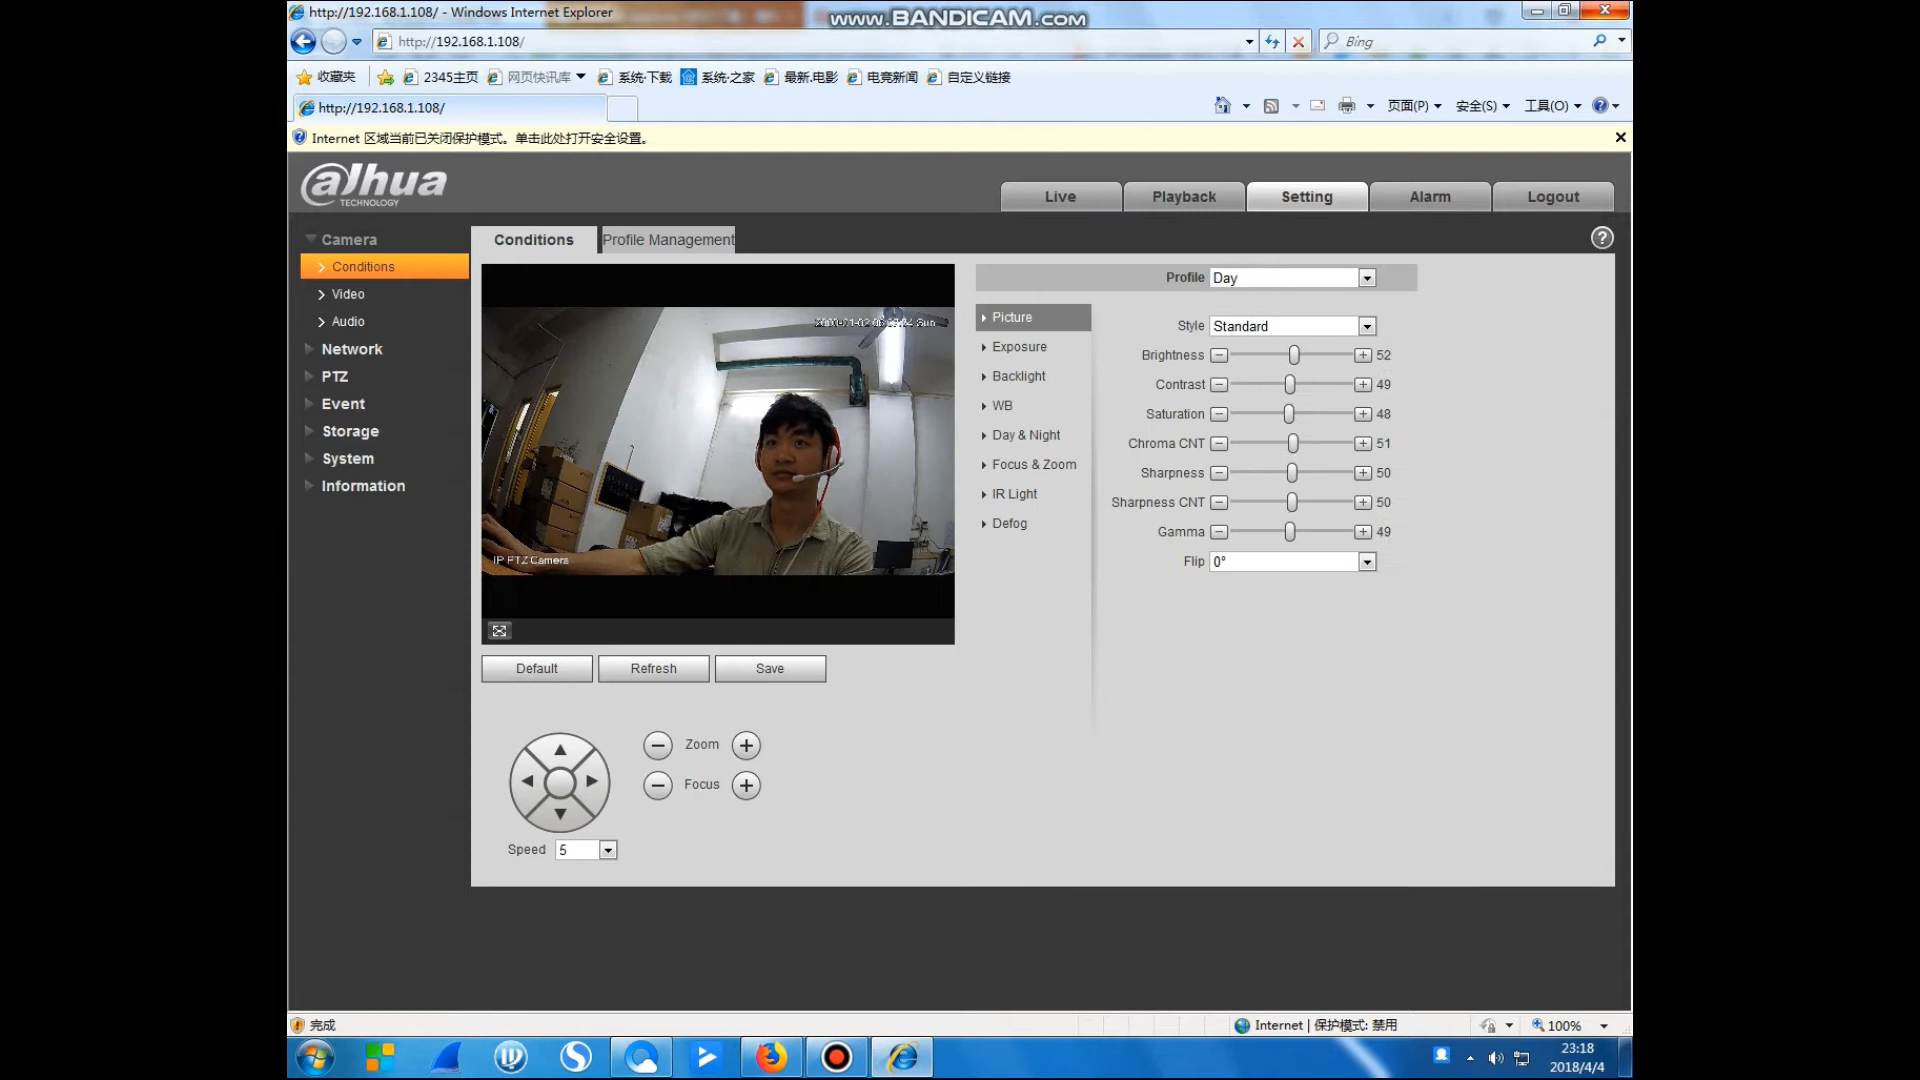 http://192.168.1.108/ - Windows Internet Explorer
www.BANDICAM.com
http://192.168.1.108/
Bing
收藏夹
2345主页
网页快讯库
系统·下载
系统·之家
最新.电影
电竞新闻
自定义链接
http://192.168.1.108/
页面(P)
安全(S)
工具(O)
Internet 区域当前已关闭保护模式。单击此处打开安全设置。
alhua
TECHNOLOGY
Live
Playback
Setting
Alarm
Logout
Camera
Conditions
Video
Audio
Network
PTZ
Event
Storage
System
Information
Conditions
Profile Management
IP PTZ Camera
Default
Refresh
Save
Zoom
Focus
Speed 5
Profile Day
Picture
Exposure
Backlight
WB
Day & Night
Focus & Zoom
IR Light
Defog
Style Standard
Brightness 52
Contrast 49
Saturation 48
Chroma CNT 51
Sharpness 50
Sharpness CNT 50
Gamma 49
Flip 0°
完成
Internet | 保护模式: 禁用
100%
23:18
2018/4/4